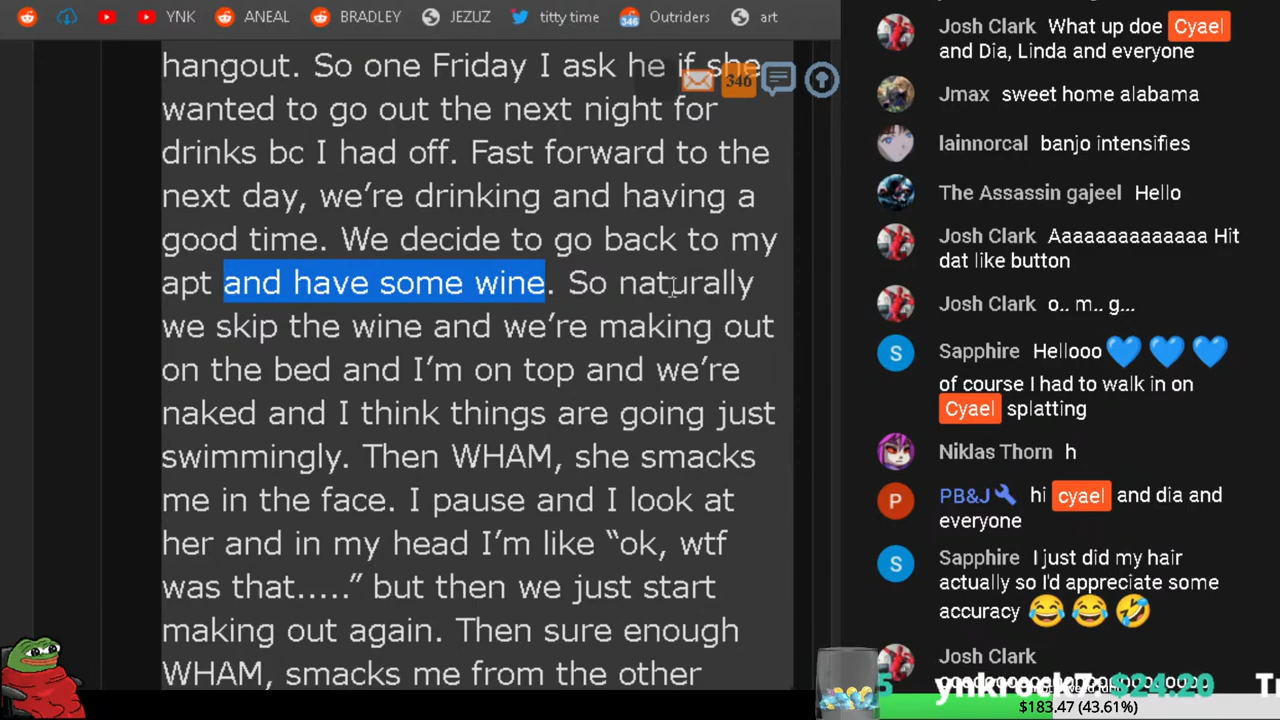 YNK
ANEAL
BRADLEY
JEZUZ
titty time
346
Outriders
art
hangout. So one Friday I ask he if she
346
wanted to go out the next night for
drinks bc I had off. Fast forward to the
next day, we’re drinking and having a
good time. We decide to go back to my
apt and have some wine. So naturally
we skip the wine and we’re making out
on the bed and I’m on top and we’re
naked and I think things are going just
swimmingly. Then WHAM, she smacks
me in the face. I pause and I look at
her and in my head I’m like “ok, wtf
was that.....” but then we just start
making out again. Then sure enough
WHAM, smacks me from the other
Josh Clark What up doe Cyael
and Dia, Linda and everyone
Jmax sweet home alabama
lainnorcal banjo intensifies
The Assassin gajeel Hello
Josh Clark Aaaaaaaaaaaaa Hit
dat like button
Josh Clark o.. m.. g...
S
Sapphire Hellooo 💙 💙 💙
of course I had to walk in on
Cyael splatting
Niklas Thorn h
P
PB&J hi cyael and dia and
everyone
S
Sapphire I just did my hair
actually so I'd appreciate some
accuracy 😂 😂 🤣
Josh Clark
5 ynkrock7: $24.20
$183.47 (43.61%)